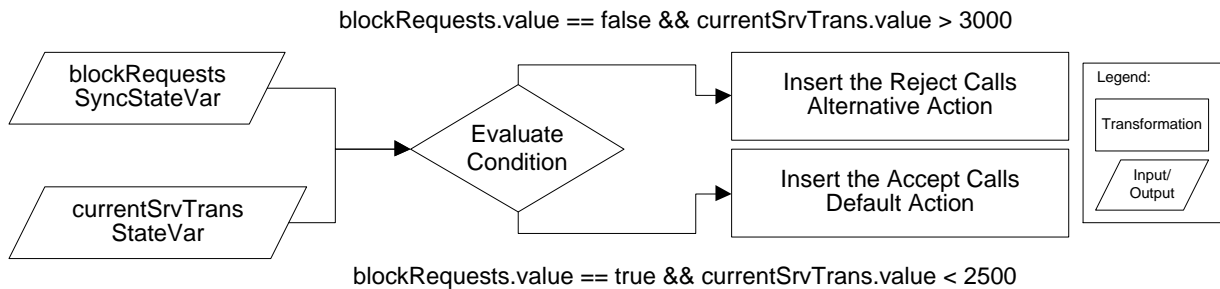 blockRequests.value == false && currentSrvTrans.value > 3000
blockRequests
SyncStateVar
currentSrvTrans
StateVar
Evaluate
Condition
Insert the Reject Calls
Alternative Action
Insert the Accept Calls
Default Action
Legend:
Transformation
Input/
Output
blockRequests.value == true && currentSrvTrans.value < 2500